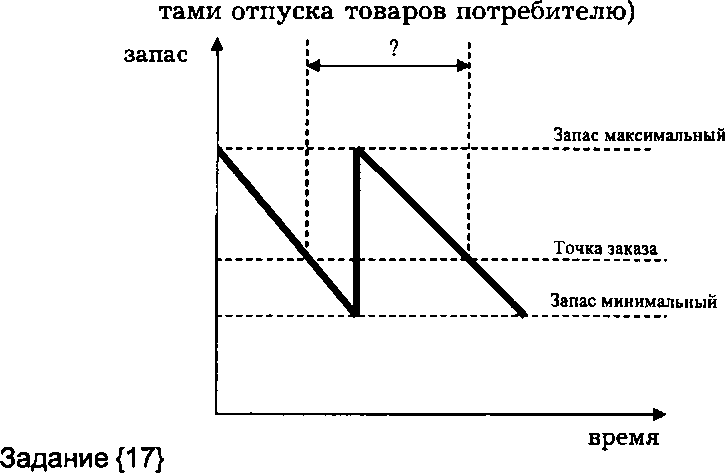 тами отпуска товаров потребителю)
запас
?
Запас максимальный
Точка заказа
Запас минимальный
время
Задание {17}